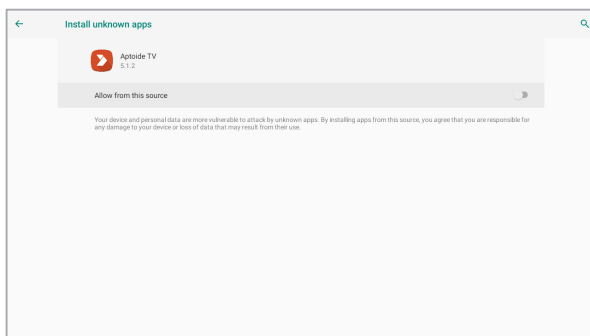 Install unknown apps
Aptoide TV
5.1.2
Allow from this source
Your device and personal data are more vulnerable to attack by unknown apps. By installing apps from this source, you agree that you are responsible for
any damage to your device or loss of data that may result from their use.